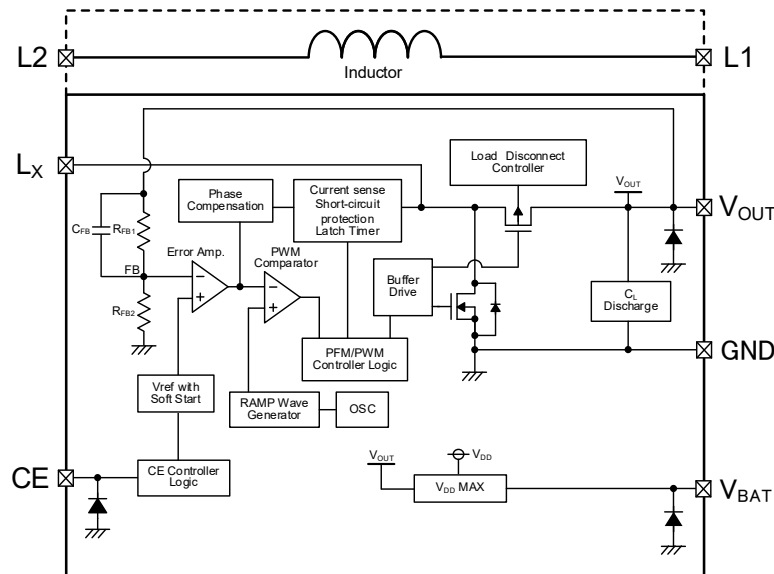 L2
L1
Inductor
LX
Load Disconnect
Controller
VOUT
VOUT
Phase
Compensation
Current sense
Short-circuit
protection
Latch Timer
CFB
RFB1
Error Amp.
PWM
Comparator
FB
Buffer
Drive
CL
Discharge
RFB2
PFM/PWM
Controller Logic
GND
Vref with
Soft Start
RAMP Wave
Generator
OSC
CE
CE Controller
Logic
VOUT
VDD
VDD MAX
VBAT